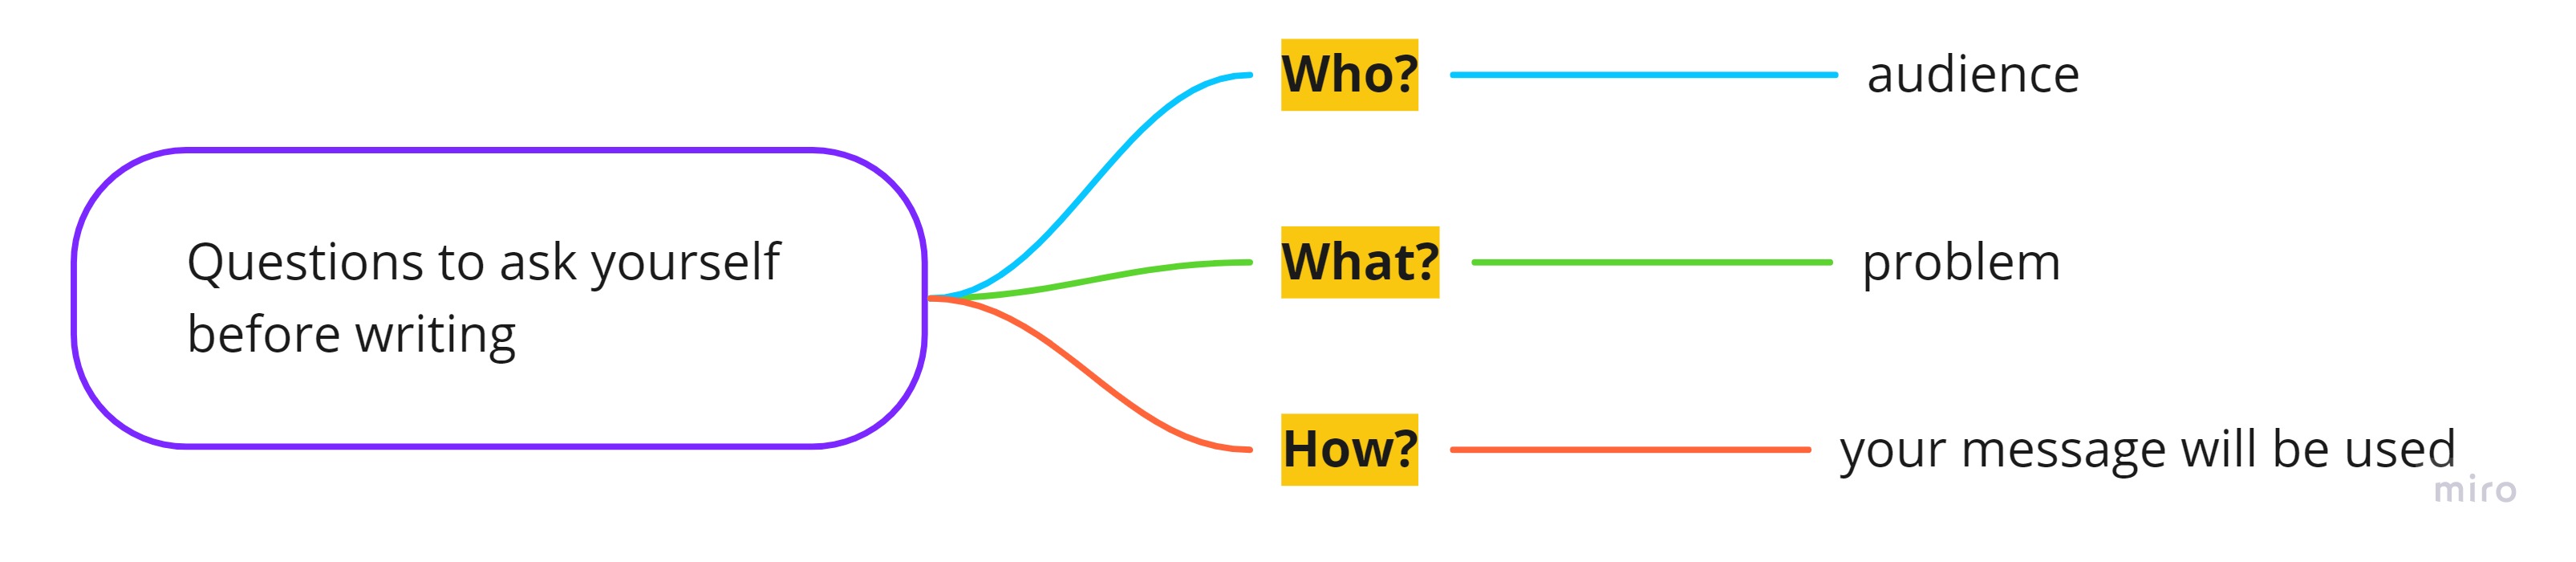 Who?
audience
Questions to ask yourself
before writing
What?
problem
How?
your message will be used
miro